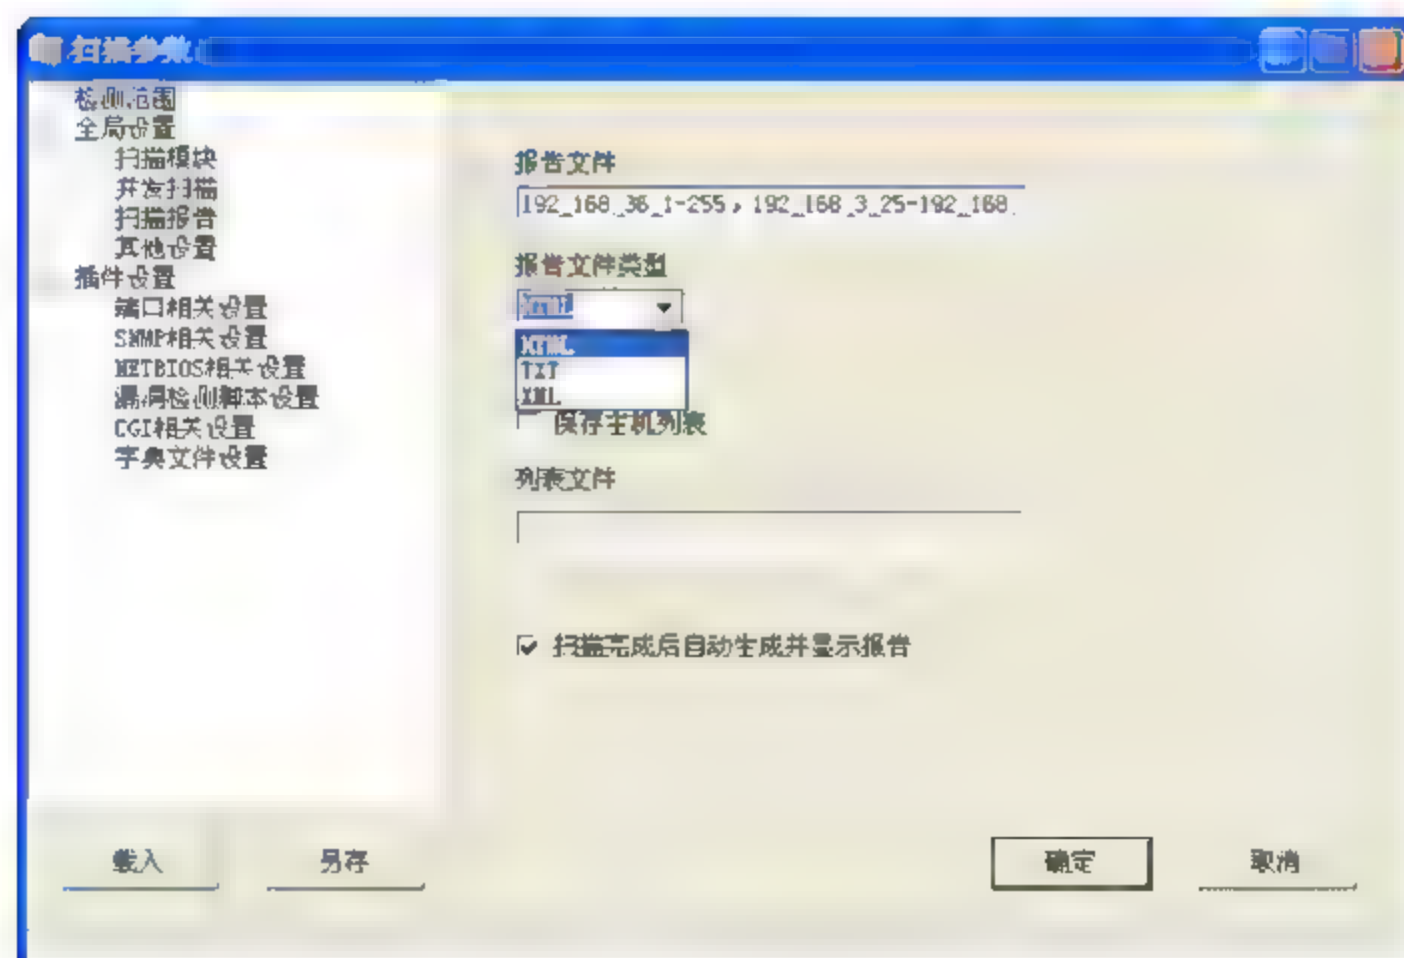 扫描参数
检测范围
全局设置
扫描模块
并发扫描
扫描报告
其他设置
插件设置
端口相关设置
SNMP相关设置
NETBIOS相关设置
漏洞检测脚本设置
CGI相关设置
字典文件设置
报告文件
192_168_36_1-255，192_168_3_25-192_168_
报告文件类型
HTML
HTML
TXT
XML
保存主机列表
列表文件
扫描完成后自动生成并显示报告
载入
另存
确定
取消